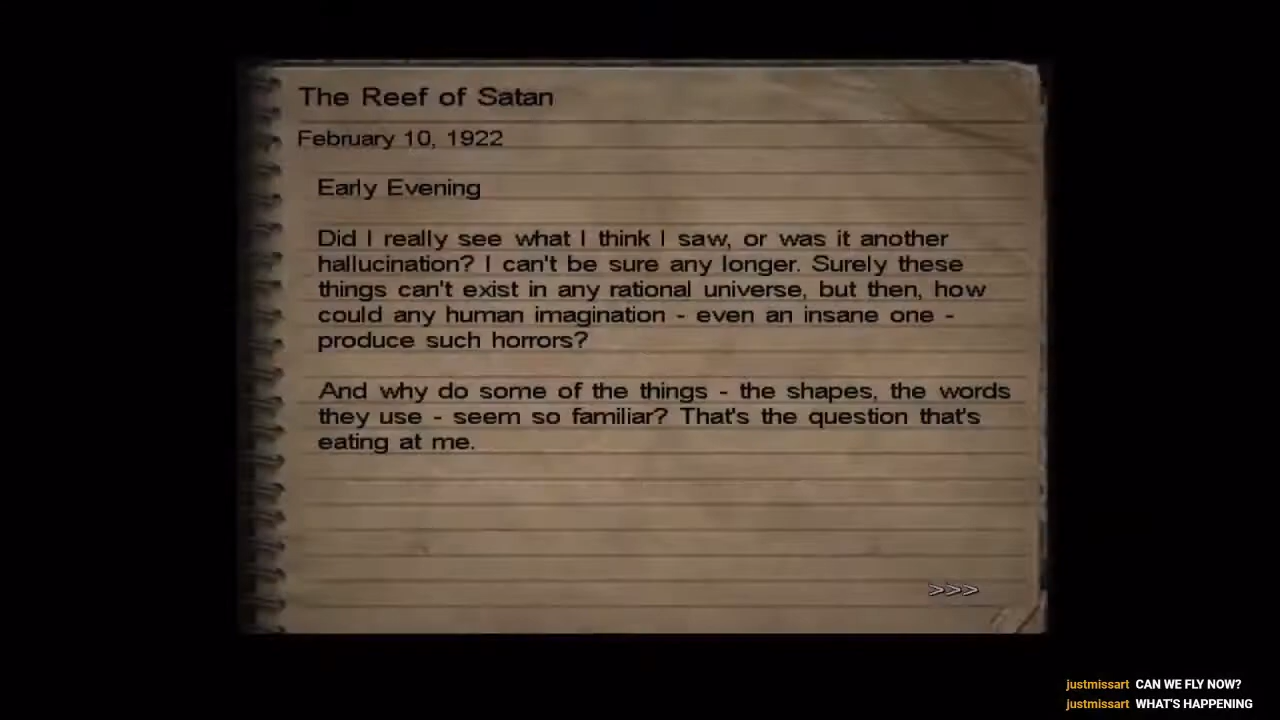 The Reef of Satan
February 10, 1922
Early Evening
Did I really see what I think I saw, or was it another
hallucination? I can't be sure any longer. Surely these
things can't exist in any rational universe, but then, how
could any human imagination - even an insane one -
produce such horrors?
And why do some of the things - the shapes, the words
they use - seem so familiar? That's the question that's
eating at me.
>>>
justmissart CAN WE FLY NOW?
justmissart WHAT'S HAPPENING